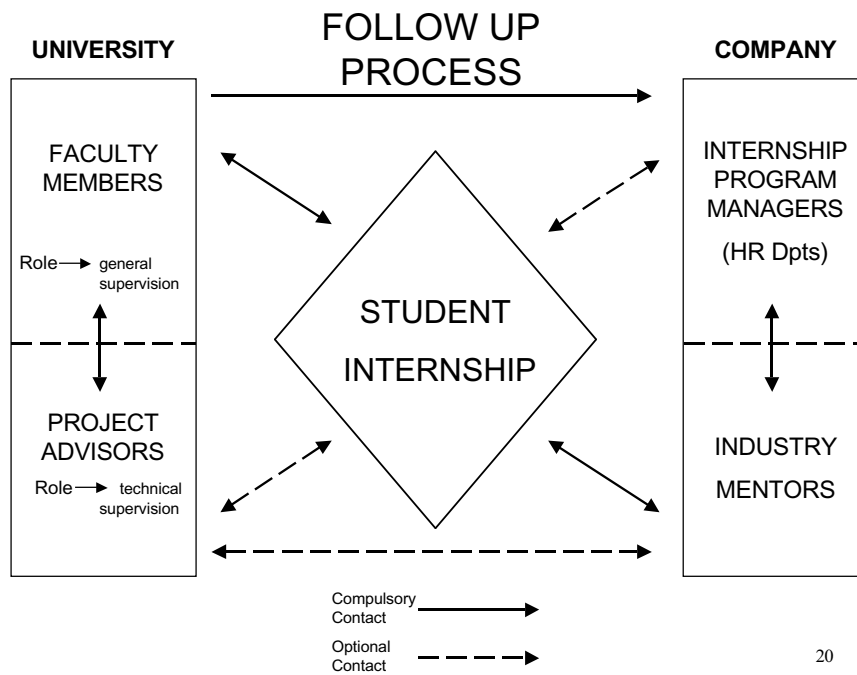 UNIVERSITY
FOLLOW UP
PROCESS
COMPANY
FACULTY
MEMBERS
Role
general
supervision
PROJECT
ADVISORS
Role
technical
supervision
STUDENT
INTERNSHIP
INTERNSHIP
PROGRAM
MANAGERS
(HR Dpts)
INDUSTRY
MENTORS
Compulsory
Contact
Optional
Contact
20